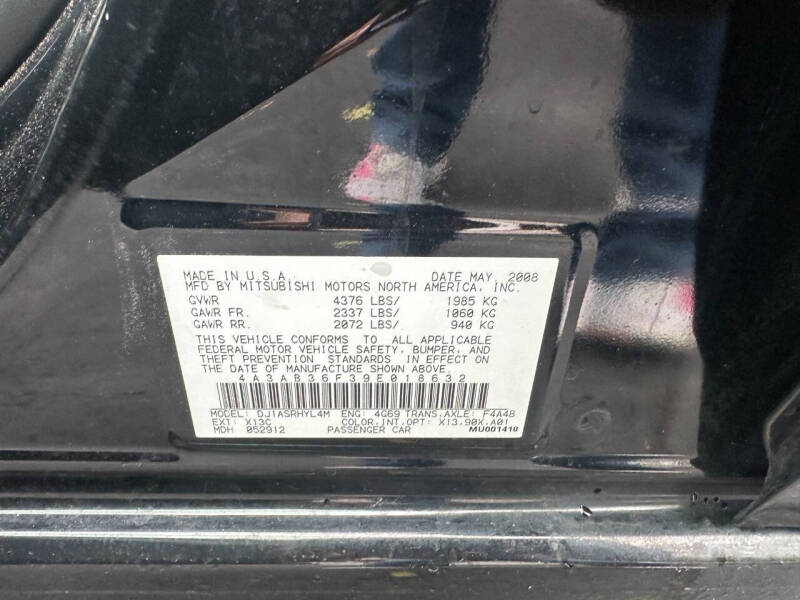 MADE IN U.S.A. DATE MAY, 2008
MFD BY MITSUBISHI MOTORS NORTH AMERICA, INC.
GVWR 4376 LBS/ 1985 KG
GAWR FR. 2337 LBS/ 1060 KG
GAWR RR. 2072 LBS/ 940 KG
THIS VEHICLE CONFORMS TO ALL APPLICABLE
FEDERAL MOTOR VEHICLE SAFETY, BUMPER, AND
THEFT PREVENTION STANDARDS IN EFFECT ON
THE DATE OF MANUFACTURE SHOWN ABOVE.
4A3AB36F39E018632
MODEL: DJ1ASRHYL4M ENG: 4G69 TRANS.AXLE: F4A4B
EXT: X13C COLOR,INT,OPT: X13,90X,A01
MDH 052912 PASSENGER CAR MU001418